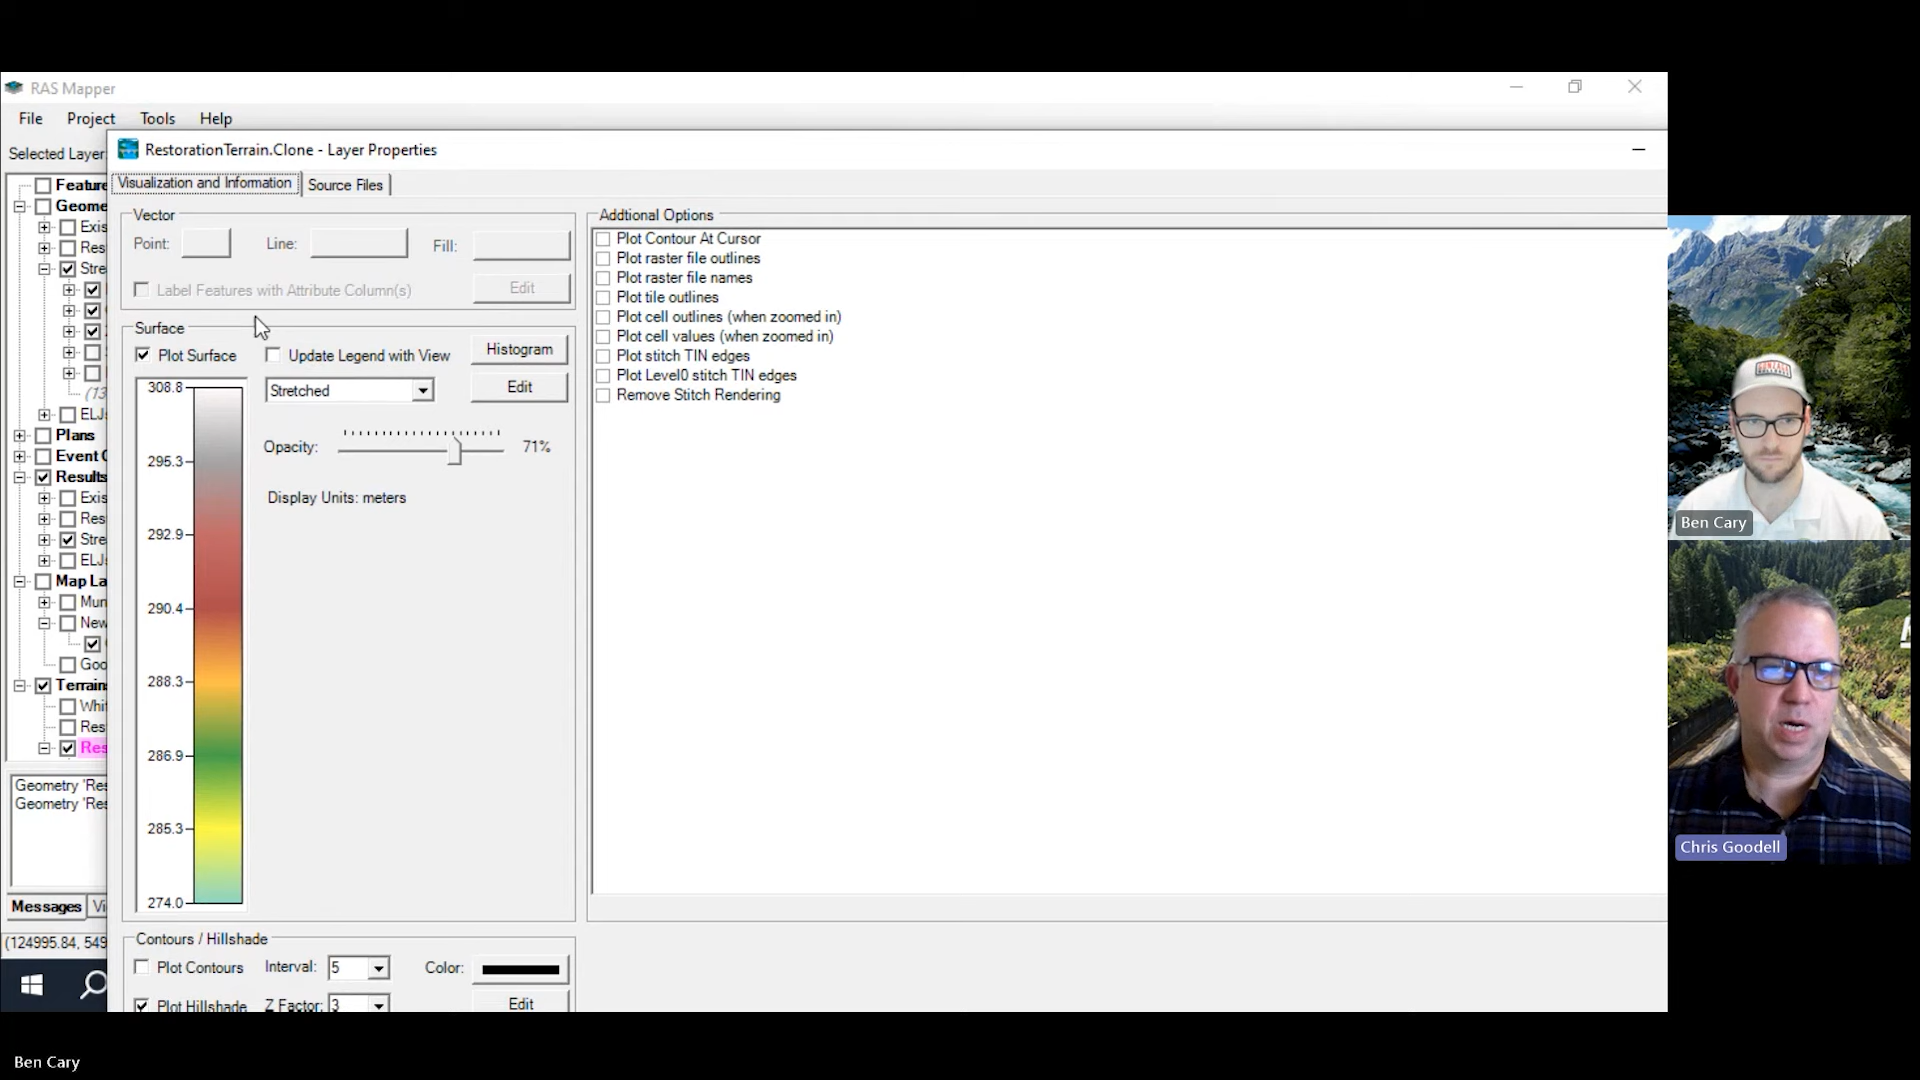 RAS Mapper
File Project Tools Help
Selected Layer:
RestorationTerrain.Clone - Layer Properties
Visualization and Information
Source Files
Feature
Geome
Exis
Res
Stre
(13
ELJ
Plans
Event C
Results
Exis
Res
Stre
ELJ
Map La
Mun
New
Goo
Terrain
Whi
Res
Res
Geometry 'Res
Geometry 'Res
Messages Vi
(124995.84, 549
Vector
Point: Line: Fill:
Label Features with Attribute Column(s) Edit
Surface
Plot Surface Update Legend with View Histogram
Stretched Edit
Opacity: 71%
Display Units: meters
308.8
295.3
292.9
290.4
288.3
286.9
285.3
274.0
Contours / Hillshade
Plot Contours Interval: 5 Color:
Plot Hillshade Z Factor: 3 Edit
Addtional Options
Plot Contour At Cursor
Plot raster file outlines
Plot raster file names
Plot tile outlines
Plot cell outlines (when zoomed in)
Plot cell values (when zoomed in)
Plot stitch TIN edges
Plot Level0 stitch TIN edges
Remove Stitch Rendering
Ben Cary
Chris Goodell
Ben Cary